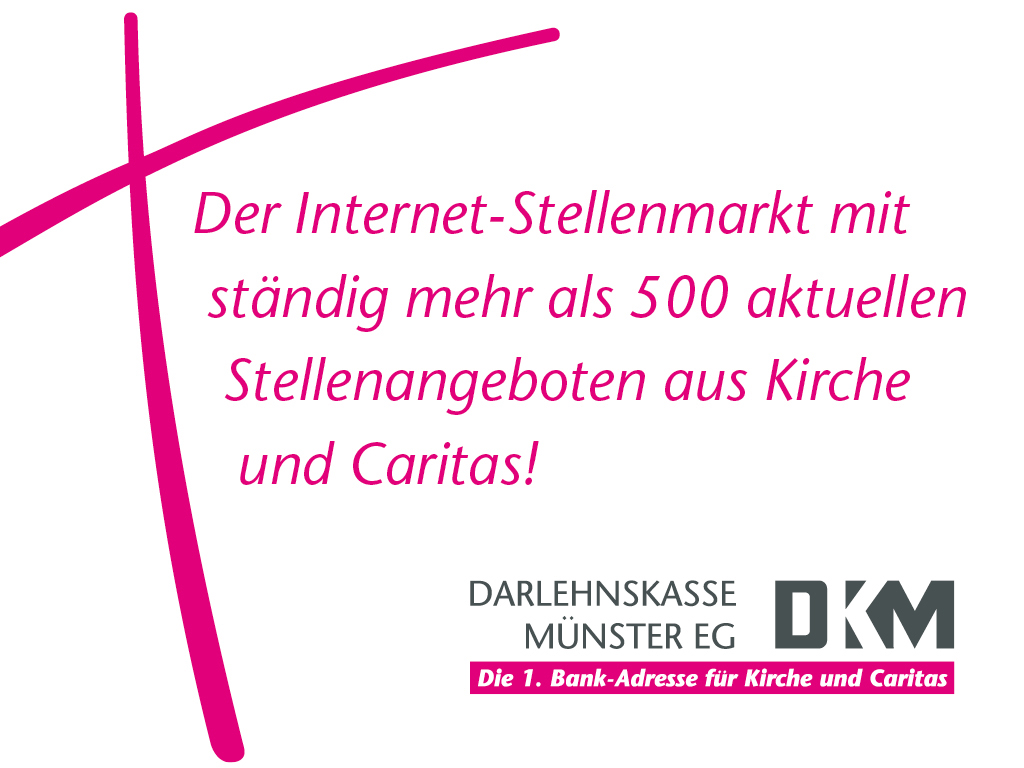 Der Internet-Stellenmarkt mit
ständig mehr als 500 aktuellen
Stellenangeboten aus Kirche
und Caritas!
DARLEHNSKASSE
MÜNSTER EG
DKM
Die 1. Bank-Adresse für Kirche und Caritas